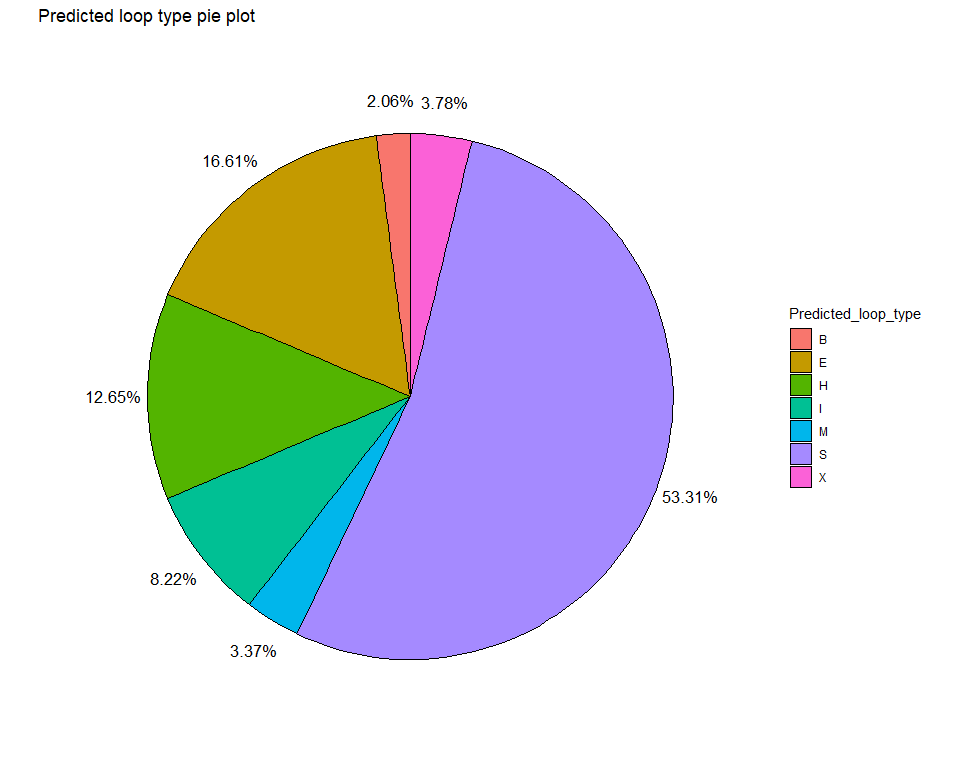 Predicted loop type pie plot
2.06%
3.78%
16.61%
12.65%
53.31%
8.22%
3.37%
Predicted_loop_type
B
E
H
I
M
S
X